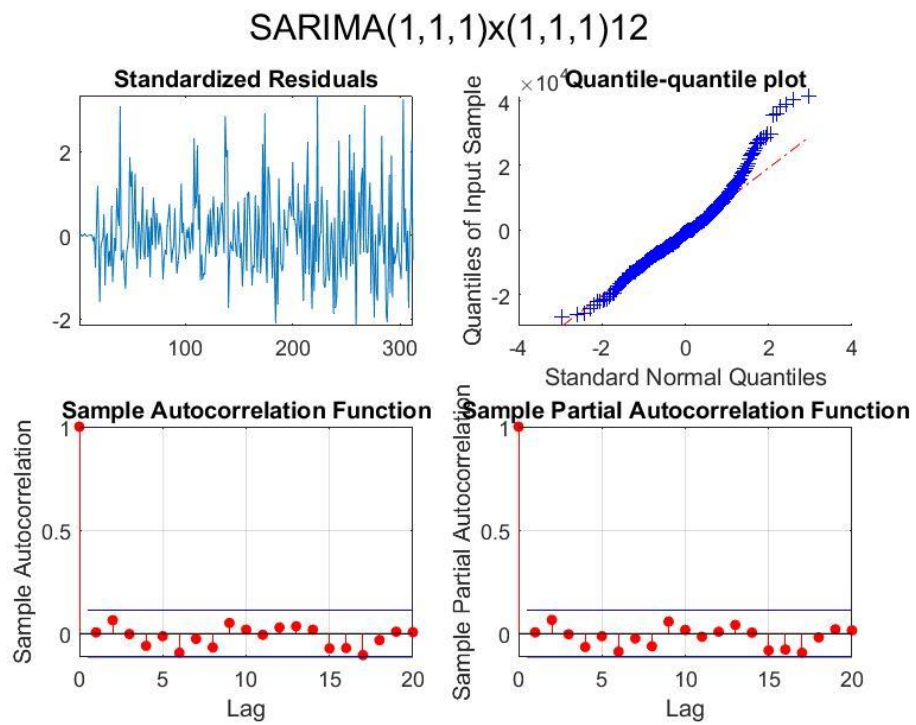 SARIMA(1,1,1)x(1,1,1)12
Standardized Residuals
2
0
-2
100
200
300
×10⁴
Quantile-quantile plot
Quantiles of Input Sample
4
2
0
-2
-4
-2
0
2
4
Standard Normal Quantiles
Sample Autocorrelation Function
Sample Autocorrelation
1
0.5
0
0
5
10
15
20
Lag
Sample Partial Autocorrelation Function
Sample Partial Autocorrelation
1
0.5
0
0
5
10
15
20
Lag